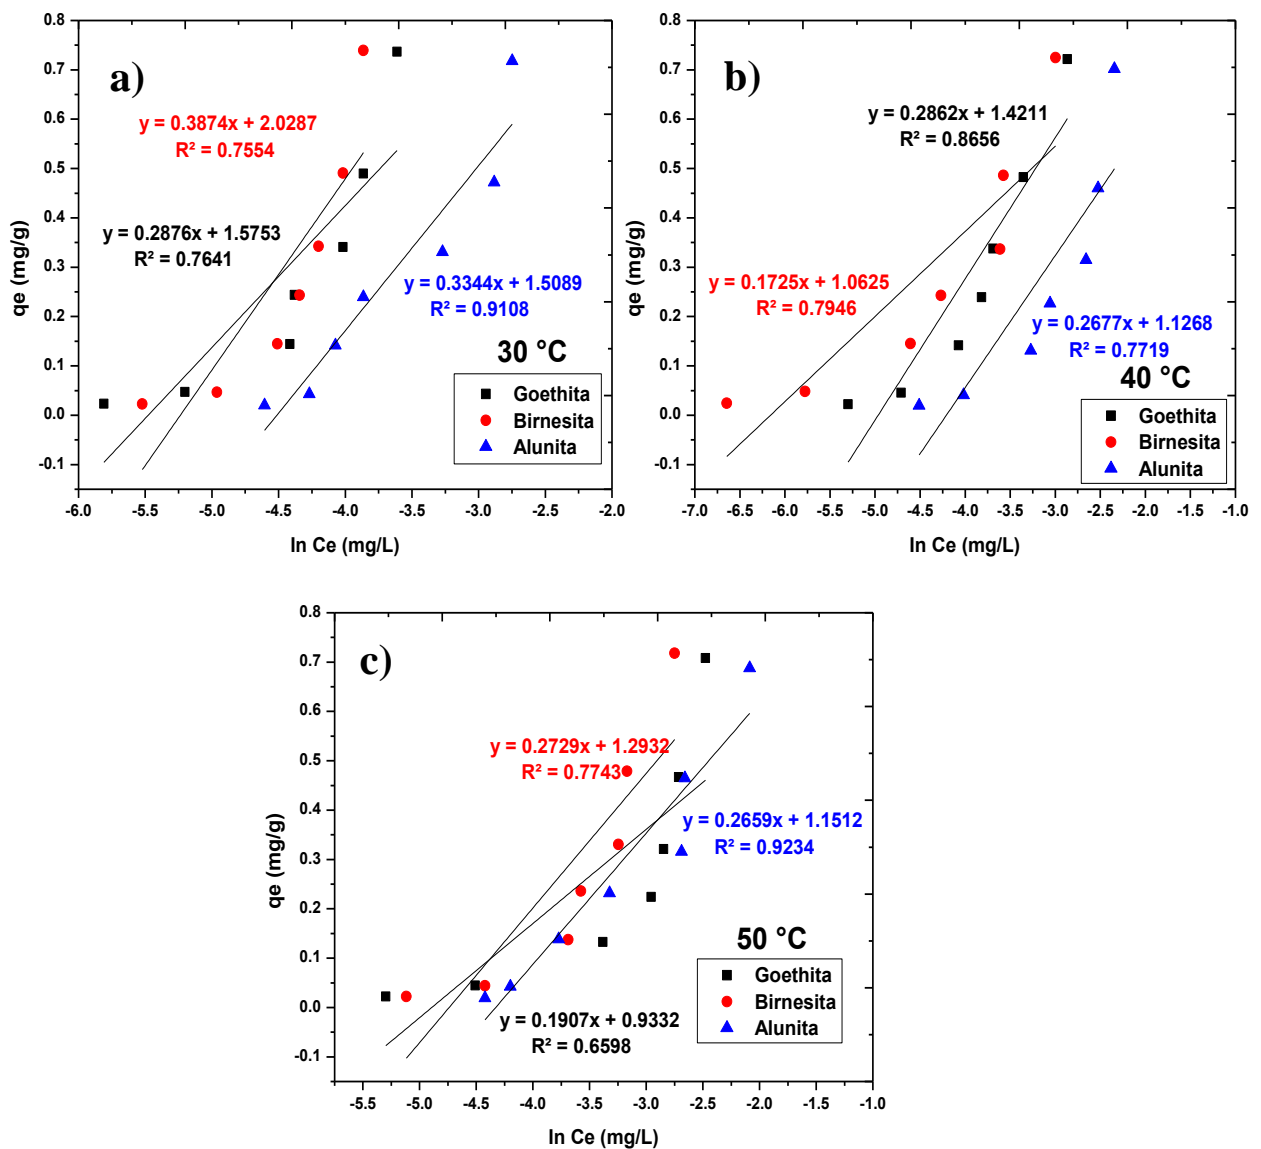 a)
y = 0.3874x + 2.0287
R² = 0.7554
y = 0.2876x + 1.5753
R² = 0.7641
y = 0.3344x + 1.5089
R² = 0.9108
30 °C
Goethita
Birnesita
Alunita
0.8
0.7
0.6
0.5
0.4
0.3
0.2
0.1
0.0
-0.1
qe (mg/g)
-6.0 -5.5 -5.0 -4.5 -4.0 -3.5 -3.0 -2.5 -2.0
ln Ce (mg/L)
b)
y = 0.2862x + 1.4211
R² = 0.8656
y = 0.1725x + 1.0625
R² = 0.7946
y = 0.2677x + 1.1268
R² = 0.7719
40 °C
Goethita
Birnesita
Alunita
0.8
0.7
0.6
0.5
0.4
0.3
0.2
0.1
0.0
-0.1
qe (mg/g)
-7.0 -6.5 -6.0 -5.5 -5.0 -4.5 -4.0 -3.5 -3.0 -2.5 -2.0 -1.5 -1.0
ln Ce (mg/L)
c)
y = 0.2729x + 1.2932
R² = 0.7743
y = 0.2659x + 1.1512
R² = 0.9234
50 °C
Goethita
Birnesita
Alunita
y = 0.1907x + 0.9332
R² = 0.6598
0.8
0.7
0.6
0.5
0.4
0.3
0.2
0.1
0.0
-0.1
qe (mg/g)
-5.5 -5.0 -4.5 -4.0 -3.5 -3.0 -2.5 -2.0 -1.5 -1.0
ln Ce (mg/L)